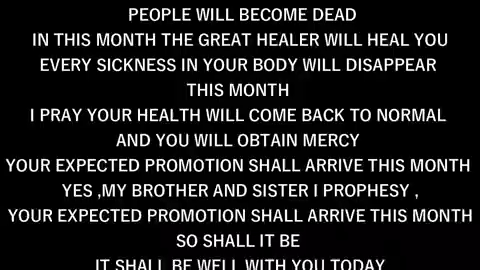 PEOPLE WILL BECOME DEAD
IN THIS MONTH THE GREAT HEALER WILL HEAL YOU
EVERY SICKNESS IN YOUR BODY WILL DISAPPEAR
THIS MONTH
I PRAY YOUR HEALTH WILL COME BACK TO NORMAL
AND YOU WILL OBTAIN MERCY
YOUR EXPECTED PROMOTION SHALL ARRIVE THIS MONTH
YES ,MY BROTHER AND SISTER I PROPHESY ,
YOUR EXPECTED PROMOTION SHALL ARRIVE THIS MONTH
SO SHALL IT BE
IT SHALL BE WELL WITH YOU TODAY